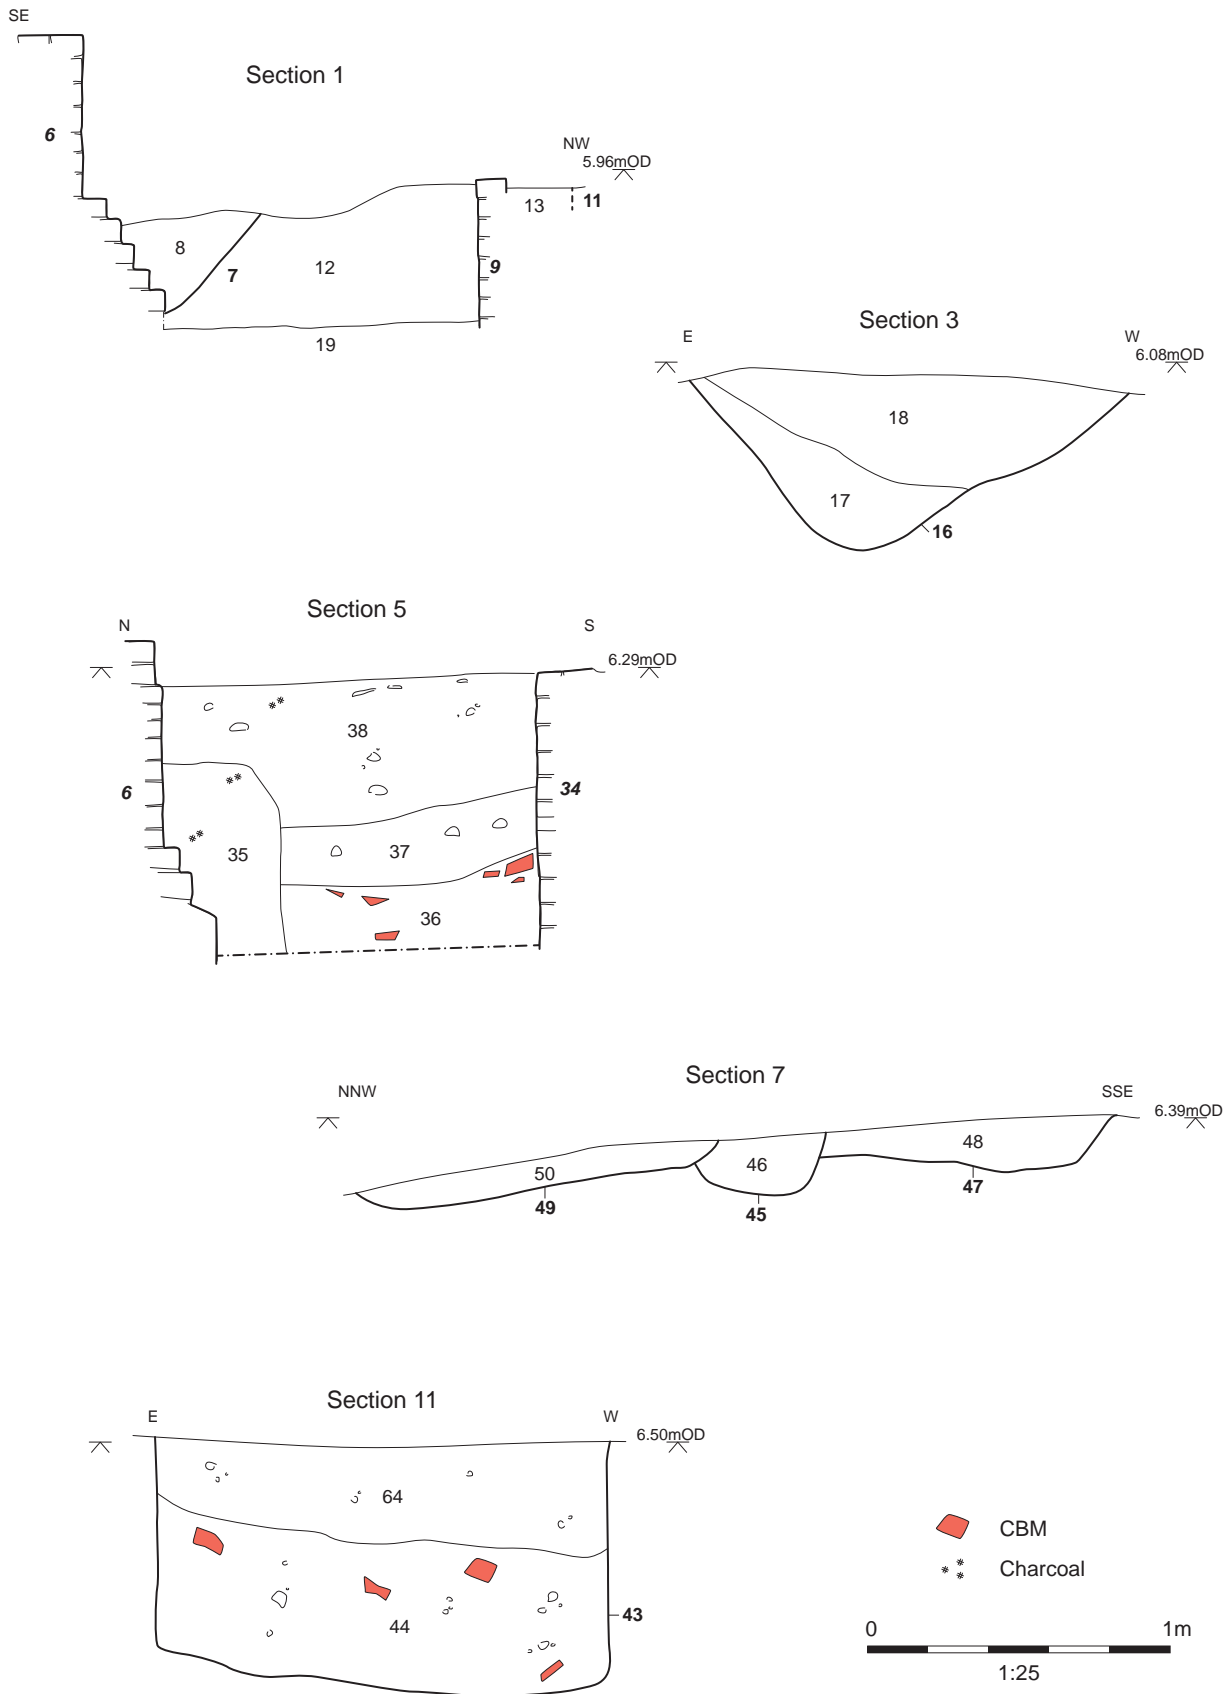 SE
Section 1
6
NW
5.96mOD
13
11
8
7
12
9
19
Section 3
E
W
6.08mOD
18
17
16
Section 5
N
S
6.29mOD
38
6
34
35
37
36
Section 7
NNW
SSE
6.39mOD
50
46
48
49
45
47
Section 11
E
W
6.50mOD
64
44
43
CBM
Charcoal
0 1m
1:25